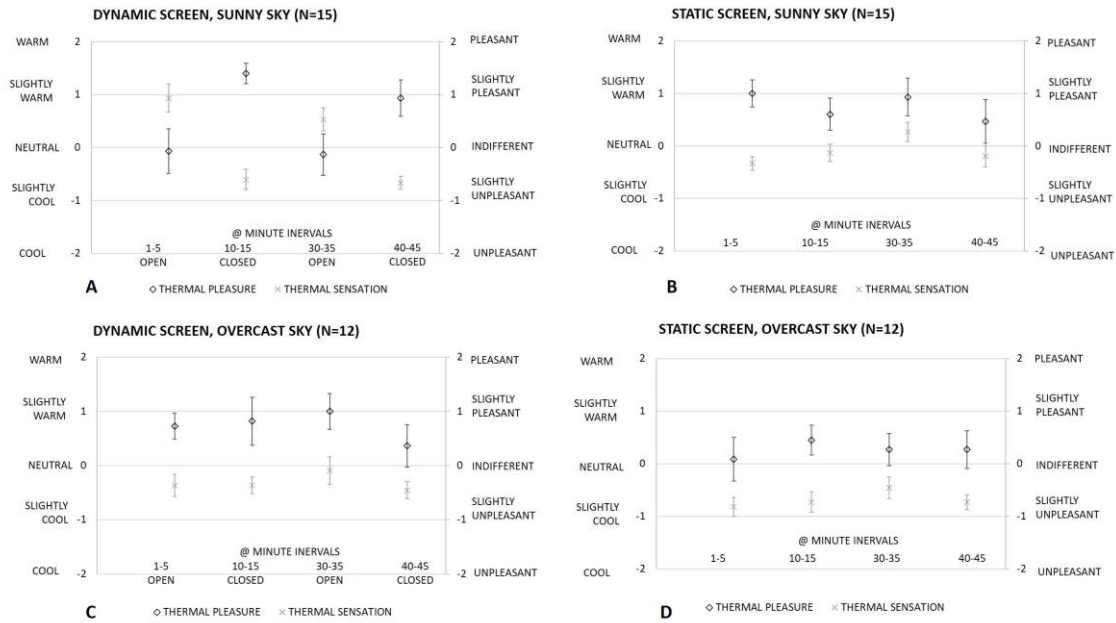 DYNAMIC SCREEN, SUNNY SKY (N=15)
WARM 2 2 PLEASANT
SLIGHTLY WARM 1 1 SLIGHTLY PLEASANT
NEUTRAL 0 0 INDIFFERENT
SLIGHTLY COOL -1 -1 SLIGHTLY UNPLEASANT
@ MINUTE INERVALS
COOL -2 -2 UNPLEASANT
1-5 10-15 30-35 40-45
OPEN CLOSED OPEN CLOSED
A
THERMAL PLEASURE THERMAL SENSATION
STATIC SCREEN, SUNNY SKY (N=15)
WARM 2 2 PLEASANT
SLIGHTLY WARM 1 1 SLIGHTLY PLEASANT
NEUTRAL 0 0 INDIFFERENT
SLIGHTLY COOL -1 -1 SLIGHTLY UNPLEASANT
@ MINUTE INERVALS
1-5 10-15 30-35 40-45
COOL -2 -2 UNPLEASANT
B
THERMAL PLEASURE THERMAL SENSATION
DYNAMIC SCREEN, OVERCAST SKY (N=12)
WARM 2 2 PLEASANT
SLIGHTLY WARM 1 1 SLIGHTLY PLEASANT
NEUTRAL 0 0 INDIFFERENT
SLIGHTLY COOL -1 -1 SLIGHTLY UNPLEASANT
@ MINUTE INERVALS
COOL -2 -2 UNPLEASANT
1-5 10-15 30-35 40-45
OPEN CLOSED OPEN CLOSED
C
THERMAL PLEASURE THERMAL SENSATION
STATIC SCREEN, OVERCAST SKY (N=12)
WARM 2 2 PLEASANT
SLIGHTLY WARM 1 1 SLIGHTLY PLEASANT
NEUTRAL 0 0 INDIFFERENT
SLIGHTLY COOL -1 -1 SLIGHTLY UNPLEASANT
@ MINUTE INERVALS
1-5 10-15 30-35 40-45
COOL -2 -2 UNPLEASANT
D
THERMAL PLEASURE THERMAL SENSATION